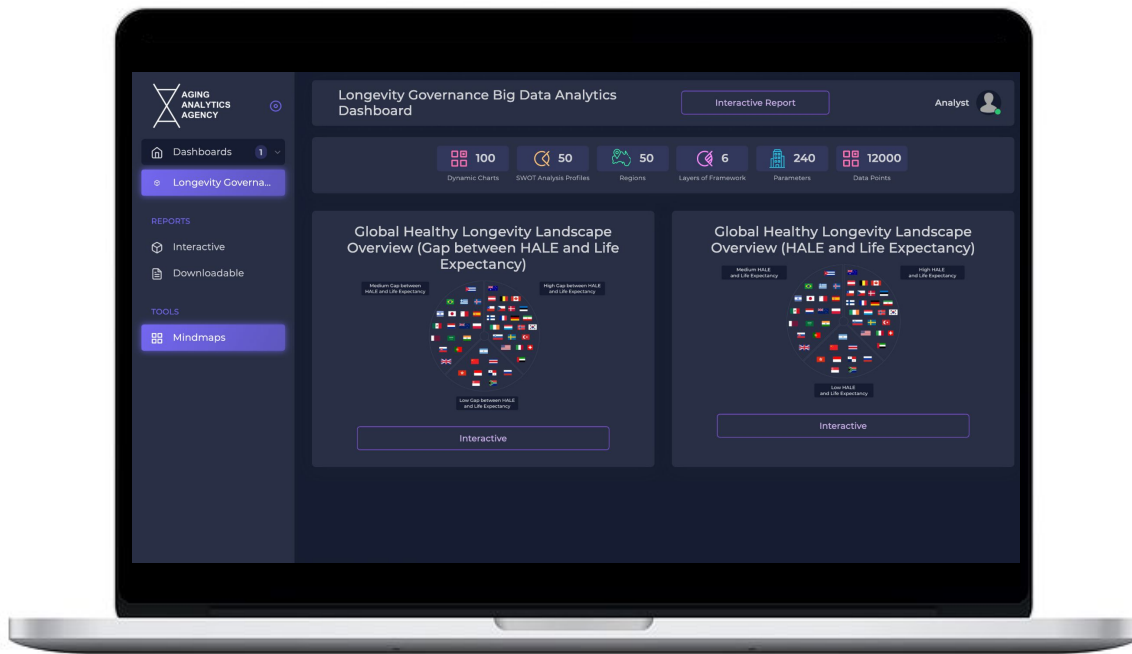 AGING
ANALYTICS
AGENCY
Dashboards 1
Longevity Governa...
REPORTS
Interactive
Downloadable
TOOLS
Mindmaps
Longevity Governance Big Data Analytics
Dashboard
Interactive Report
Analyst
100
Dynamic Charts
50
SWOT Analysis Profiles
50
Regions
6
Layers of Framework
240
Parameters
12000
Data Points
Global Healthy Longevity Landscape
Overview (Gap between HALE and Life
Expectancy)
Medium Gap between
HALE and Life Expectancy
High Gap between HALE
and Life Expectancy
Low Gap between HALE
and Life Expectancy
Interactive
Global Healthy Longevity Landscape
Overview (HALE and Life Expectancy)
Medium HALE
and Life Expectancy
High HALE
and Life Expectancy
Low HALE
and Life Expectancy
Interactive